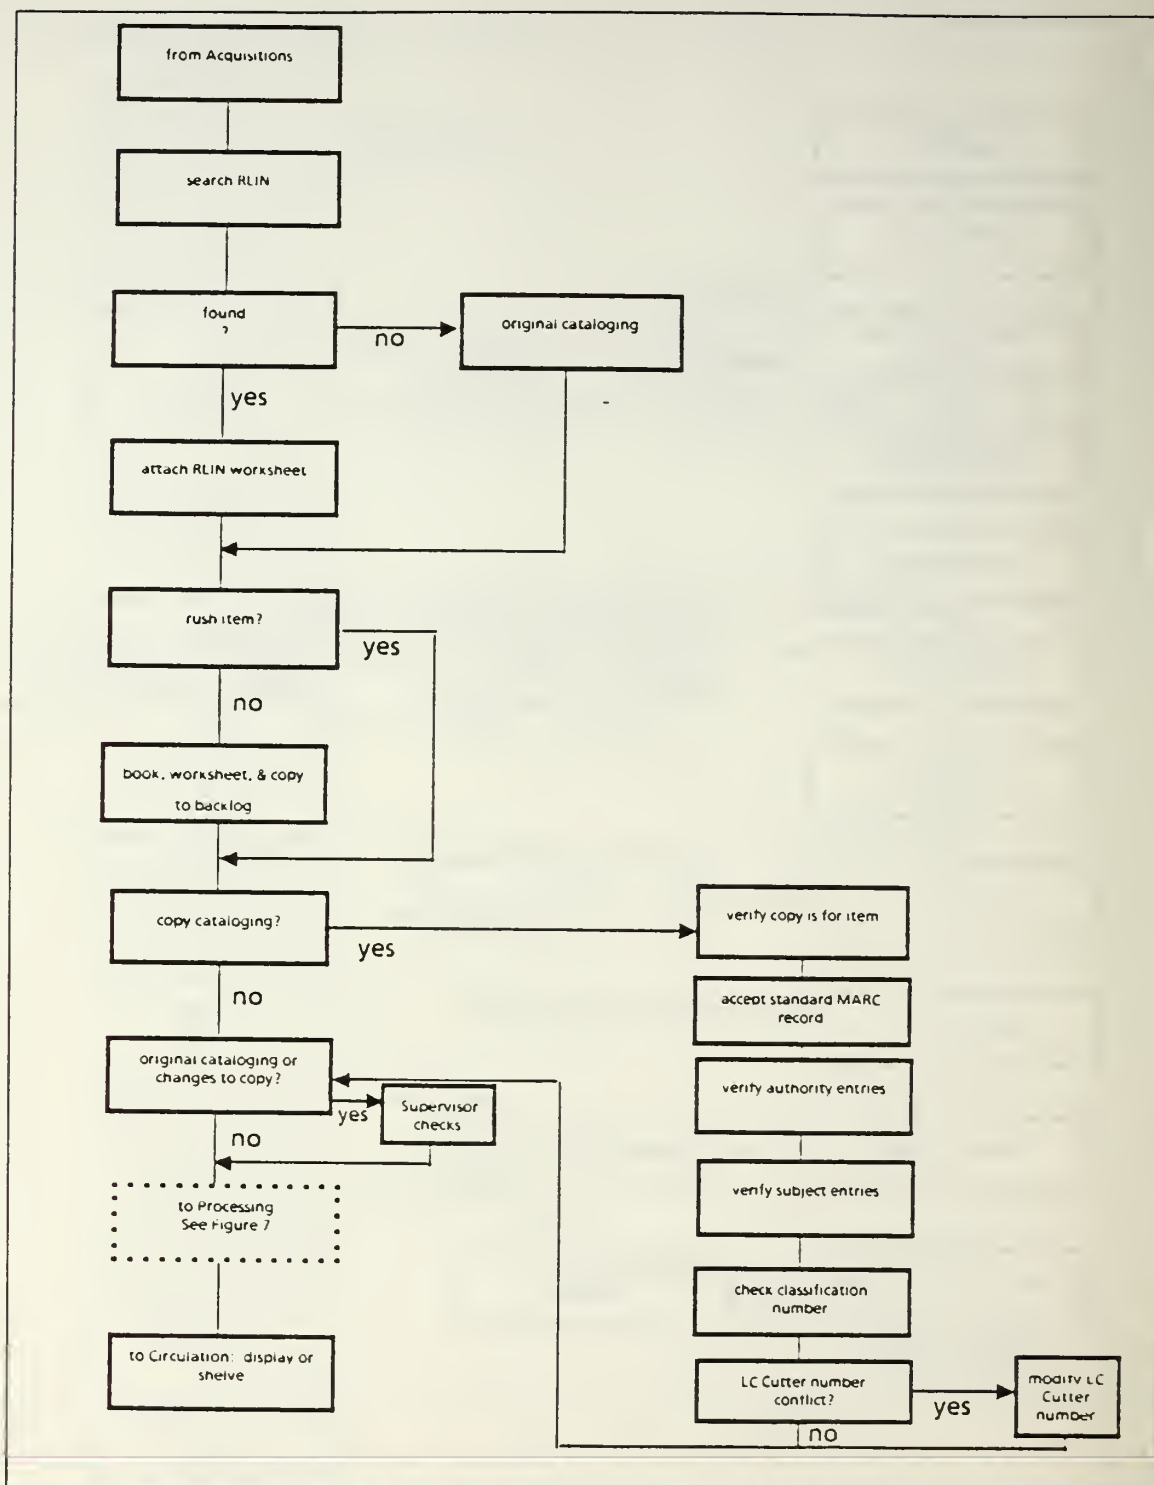 from Acquisitions
search RLIN
found
?
no
original cataloging
yes
attach RLIN worksheet
rush item?
yes
no
book, worksheet, & copy
to backlog
copy cataloging?
yes
verify copy is for item
no
accept standard MARC
record
original cataloging or
changes to copy?
yes
Supervisor
checks
verify authority entries
no
verify subject entries
to Processing
See Figure 7
check classification
number
to Circulation: display or
shelve
LC Cutter number
conflict?
yes
modify LC
Cutter
number
no